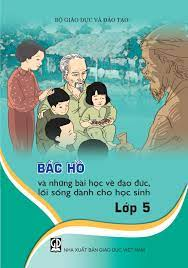 BỘ GIÁO DỤC VÀ ĐÀO TẠO
BÁC HỒ
và những bài học về đạo đức,
lối sống dành cho học sinh
Lớp 5
NHÀ XUẤT BẢN GIÁO DỤC VIỆT NAM